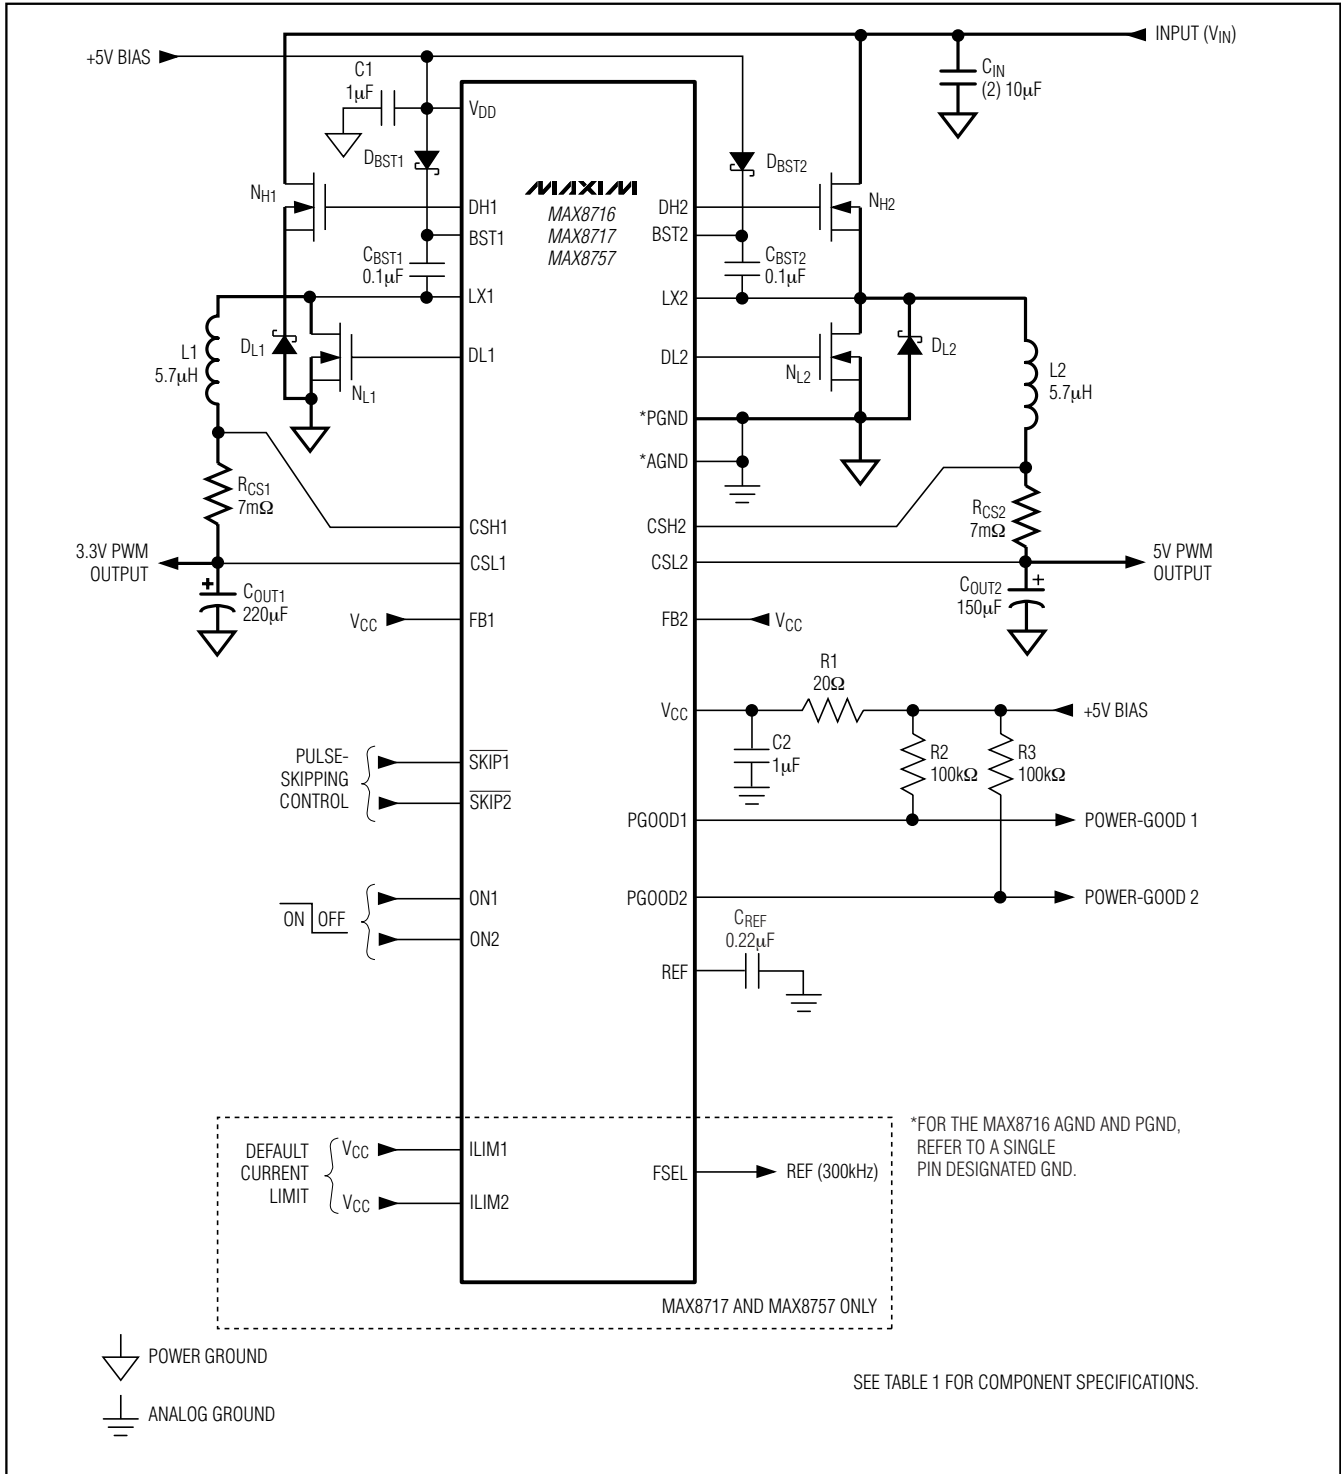 INPUT (VIN)
+5V BIAS
C1
1μF
CIN
(2) 10μF
VDD
DBST1
DBST2
MAXIM
MAX8716
MAX8717
MAX8757
NH1
DH1
DH2
NH2
BST1
BST2
CBST1
0.1μF
CBST2
0.1μF
LX1
LX2
L1
5.7μH
DL1
NL1
DL1
DL2
NL2
DL2
L2
5.7μH
*PGND
*AGND
RCS1
7mΩ
RCS2
7mΩ
CSH1
CSH2
3.3V PWM
OUTPUT
CSL1
CSL2
5V PWM
OUTPUT
+
COUT1
220μF
COUT2
150μF
+
VCC
FB1
FB2
VCC
R1
20Ω
VCC
+5V BIAS
C2
1μF
R2
100kΩ
R3
100kΩ
PULSE-
SKIPPING
CONTROL
SKIP1
SKIP2
PGOOD1
POWER-GOOD 1
ON OFF
ON1
ON2
PGOOD2
POWER-GOOD 2
CREF
0.22μF
REF
DEFAULT
CURRENT
LIMIT
VCC
ILIM1
VCC
ILIM2
FSEL
REF (300kHz)
*FOR THE MAX8716 AGND AND PGND,
REFER TO A SINGLE
PIN DESIGNATED GND.
MAX8717 AND MAX8757 ONLY
POWER GROUND
ANALOG GROUND
SEE TABLE 1 FOR COMPONENT SPECIFICATIONS.